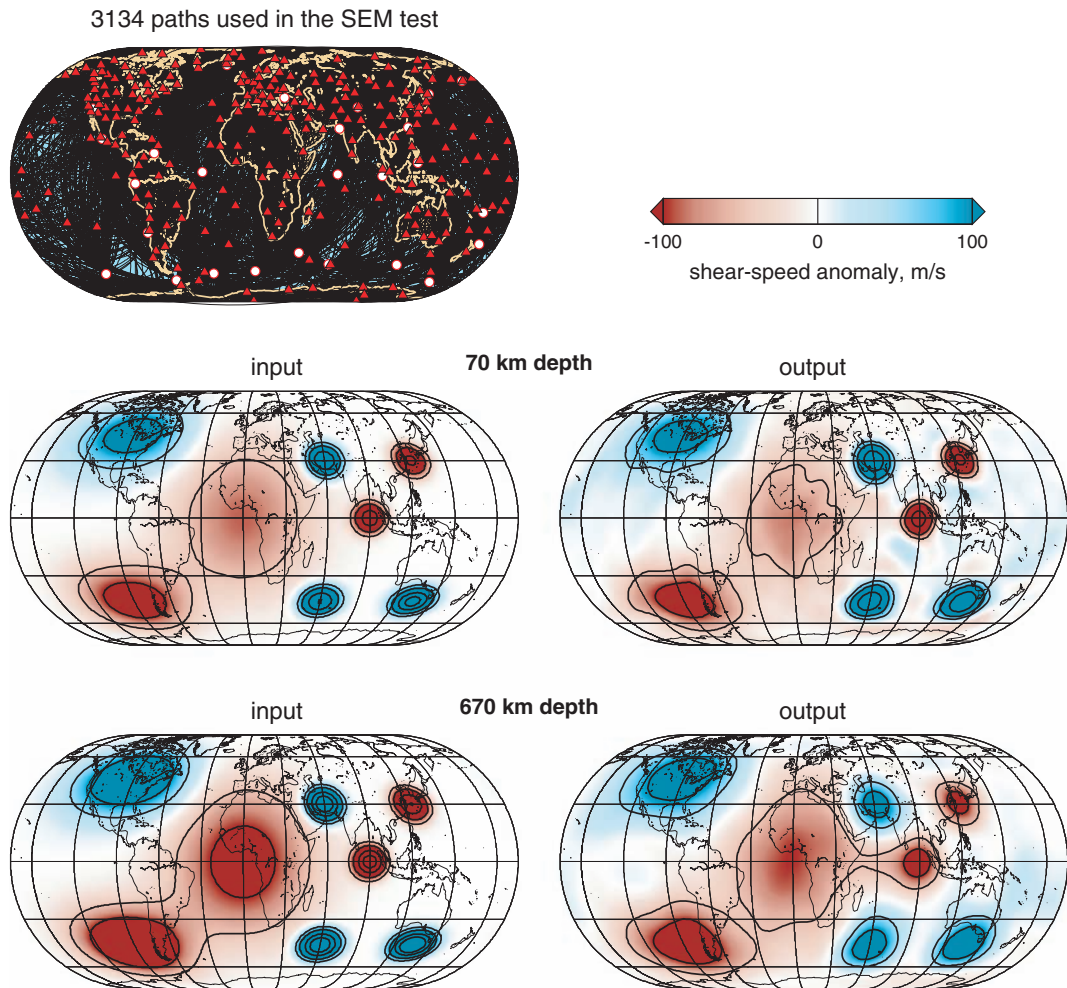 3134 paths used in the SEM test
-100
0
100
shear-speed anomaly, m/s
input
70 km depth
output
input
670 km depth
output